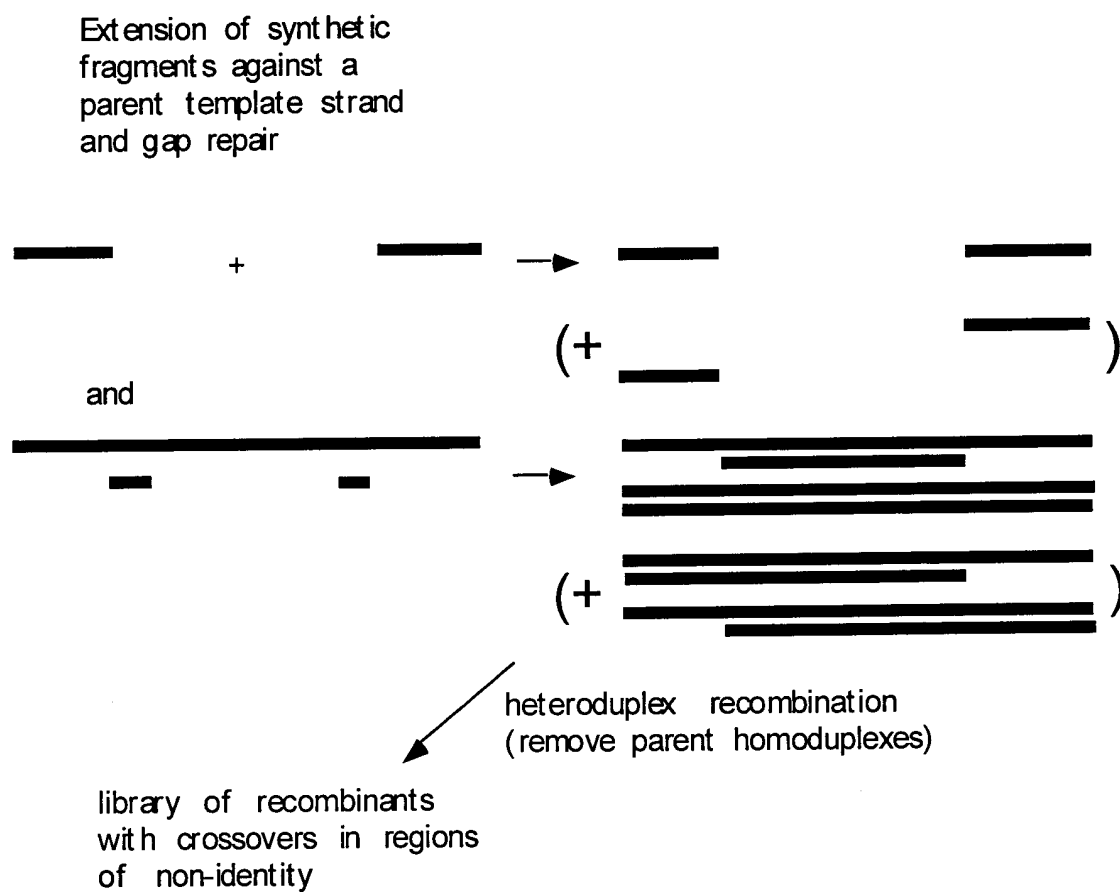 Extension of synthetic
fragments against a
parent template strand
and gap repair
+
(+
)
and
(+
)
heteroduplex recombination
(remove parent homoduplexes)
library of recombinants
with crossovers in regions
of non-identity